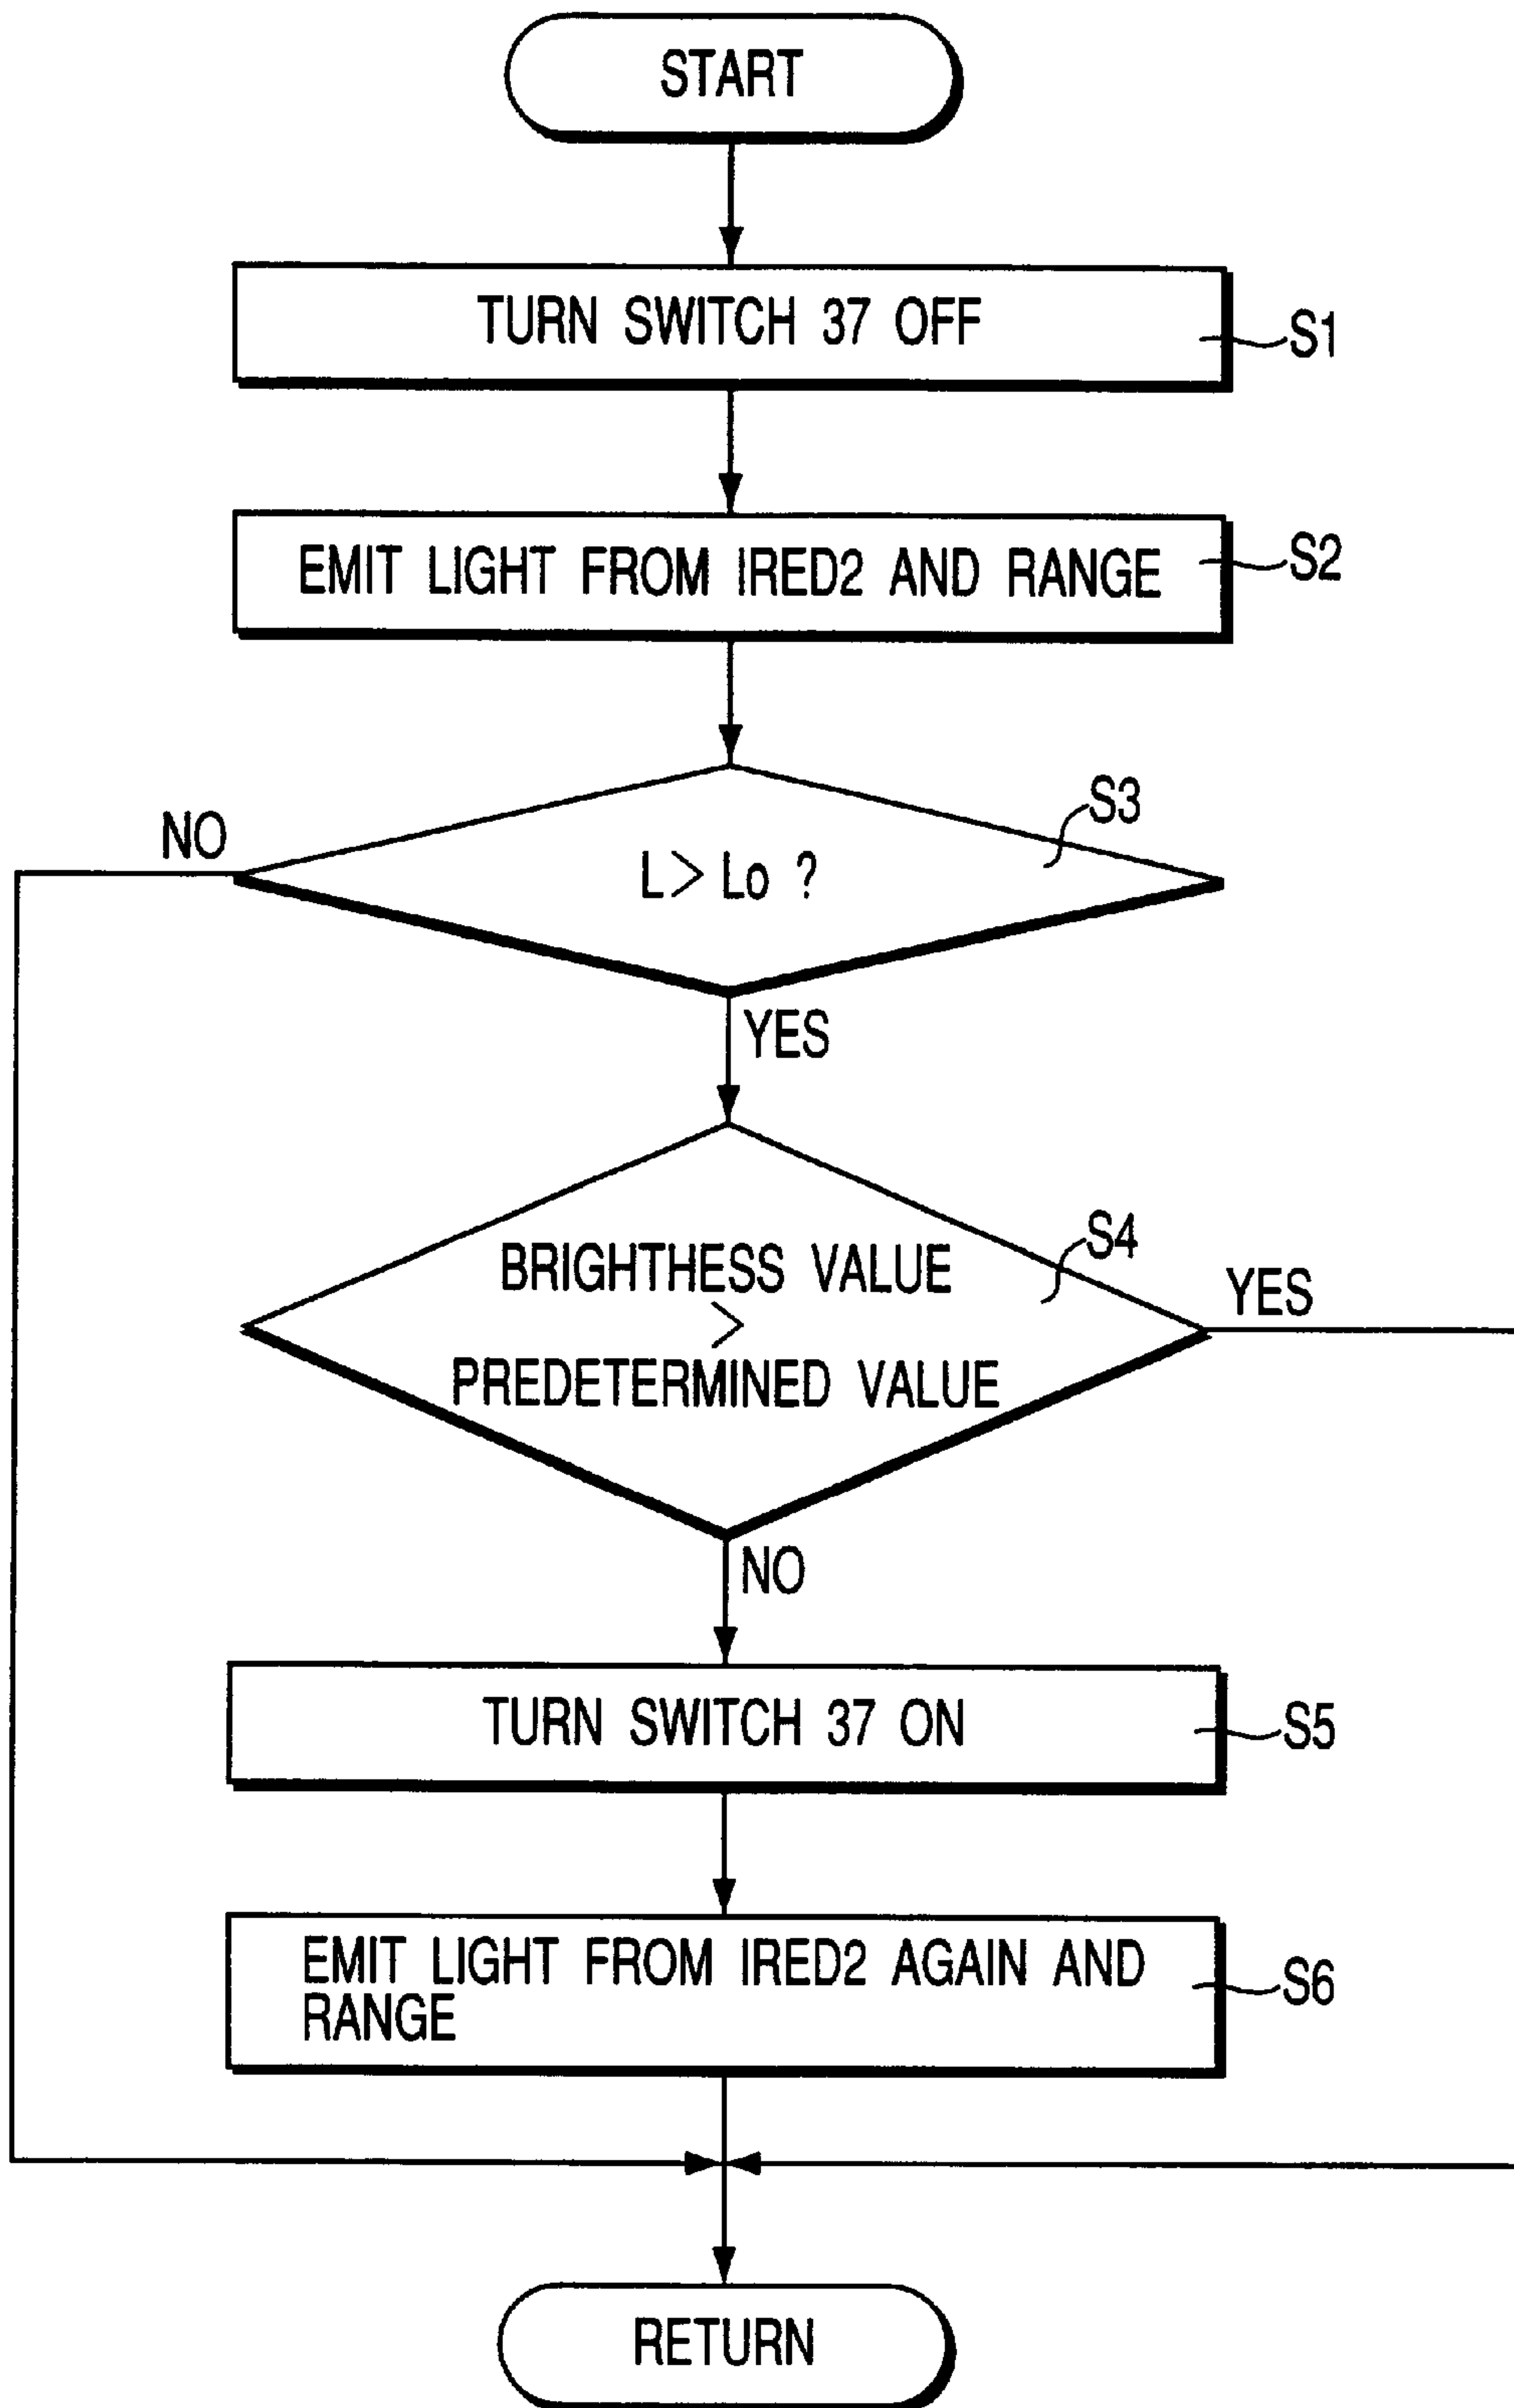 START
TURN SWITCH 37 OFF
S1
EMIT LIGHT FROM IRED2 AND RANGE
S2
S3
NO
L > Lo ?
YES
S4
BRIGHTHESS VALUE
>
PREDETERMINED VALUE
YES
NO
TURN SWITCH 37 ON
S5
EMIT LIGHT FROM IRED2 AGAIN AND
RANGE
S6
RETURN